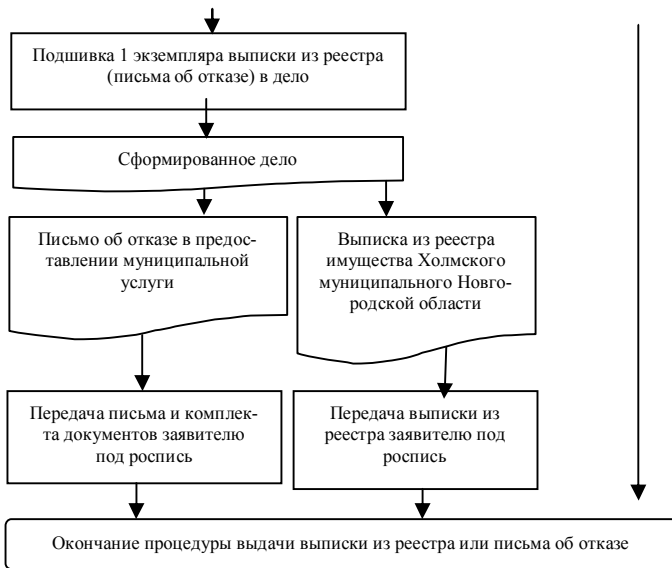 Подшивка 1 экземпляра выписки из реестра
(письма об отказе) в дело
Сформированное дело
Письмо об отказе в предос-
тавлении муниципальной
услуги
Выписка из реестра
имущества Холмского
муниципального Новго-
родской области
Передача письма и комплек-
та документов заявителю
под роспись
Передача выписки из
реестра заявителю под
роспись
Окончание процедуры выдачи выписки из реестра или письма об отказе